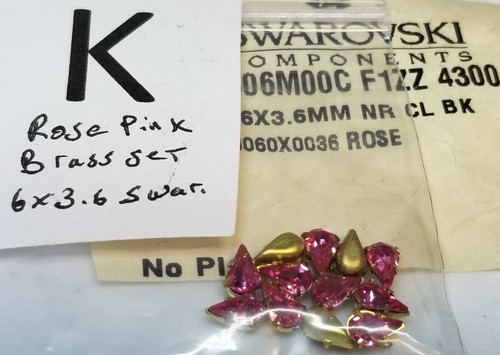 K
Rose Pink
Brass set
6x3.6 Swar.
SWAROVSKI
COMPONENTS
06M00C F1ZZ 4300
6X3.6MM NR CL BK
0060X0036 ROSE
No